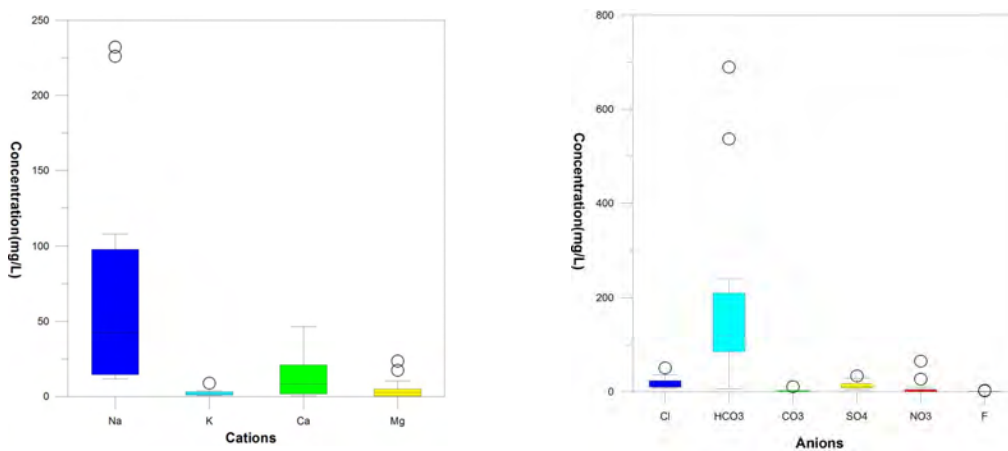 250
200
150
100
50
0
Concentration(mg/L)
Na K Ca Mg
Cations
800
600
400
200
0
Concentration(mg/L)
Cl HCO3 CO3 SO4 NO3 F
Anions